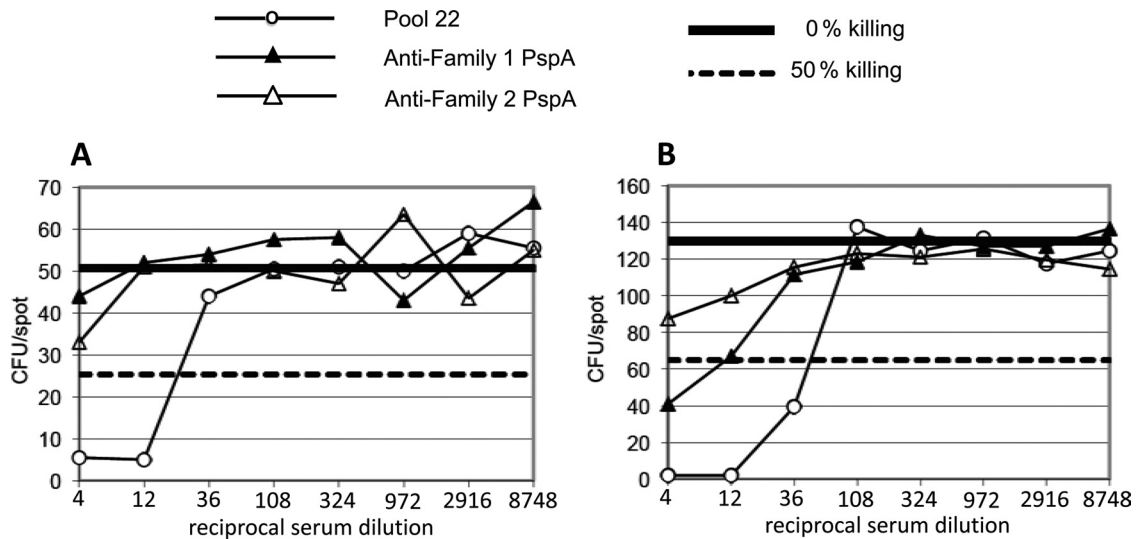 Pool 22
Anti-Family 1 PspA
Anti-Family 2 PspA
0 % killing
50 % killing
A
CFU/spot
70
60
50
40
30
20
10
0
4 12 36 108 324 972 2916 8748
reciprocal serum dilution
B
CFU/spot
160
140
120
100
80
60
40
20
0
4 12 36 108 324 972 2916 8748
reciprocal serum dilution